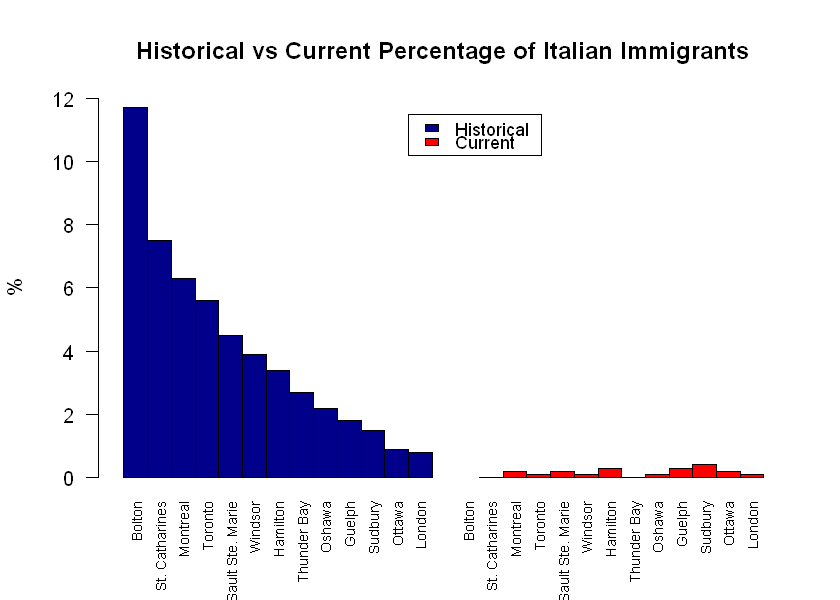 Historical vs Current Percentage of Italian Immigrants
Historical
Current
%
12
10
8
6
4
2
0
Bolton
St. Catharines
Montreal
Toronto
Sault Ste. Marie
Windsor
Hamilton
Thunder Bay
Oshawa
Guelph
Sudbury
Ottawa
London
Bolton
St. Catharines
Montreal
Toronto
Sault Ste. Marie
Windsor
Hamilton
Thunder Bay
Oshawa
Guelph
Sudbury
Ottawa
London